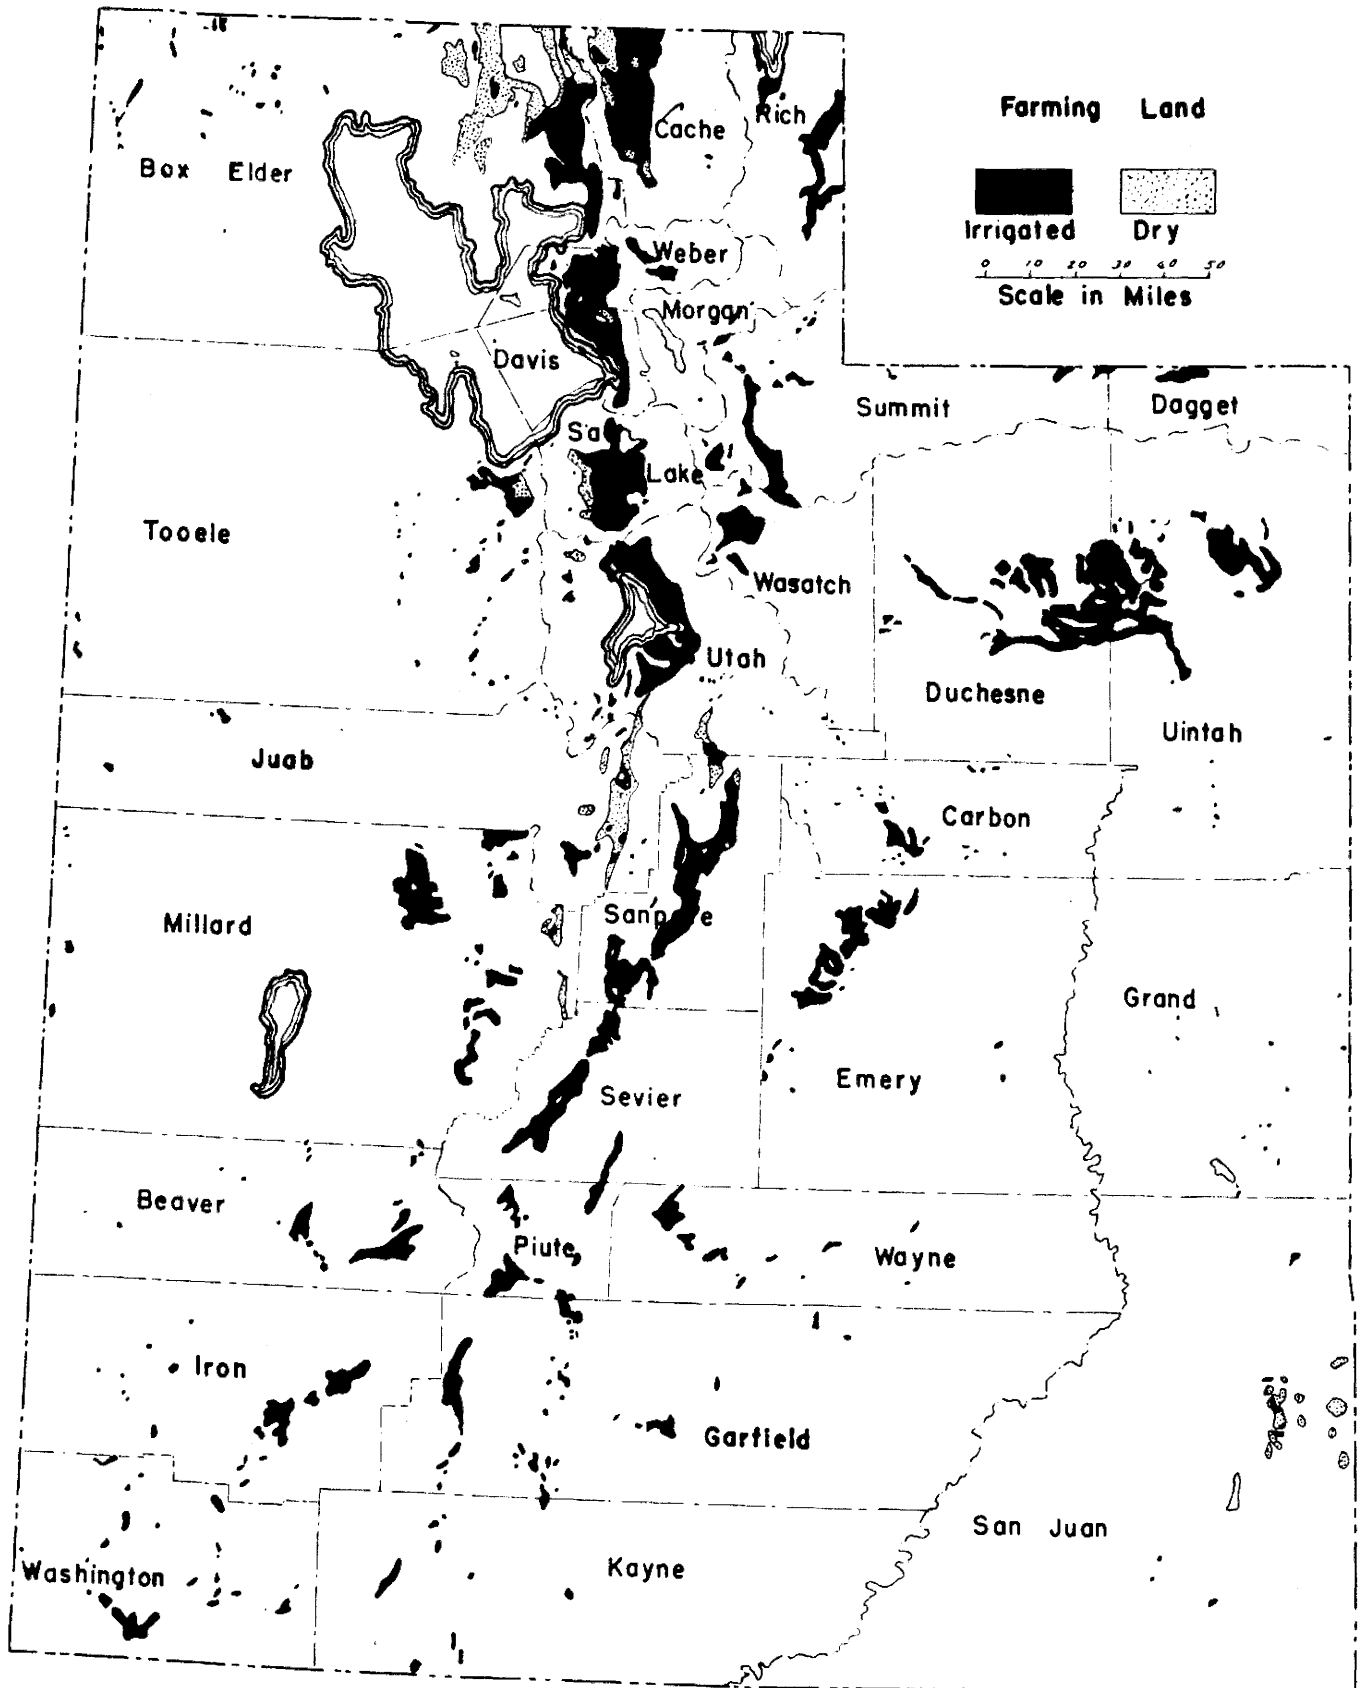 Farming Land
Irrigated Dry
0 10 20 30 40 50
Scale in Miles
Box Elder
Cache
Rich
Weber
Morgan
Davis
Summit
Dagget
Salt Lake
Tooele
Wasatch
Utah
Duchesne
Uintah
Juab
Carbon
Millard
Sanpete
Grand
Emery
Sevier
Beaver
Piute
Wayne
Iron
Garfield
San Juan
Washington
Kayne